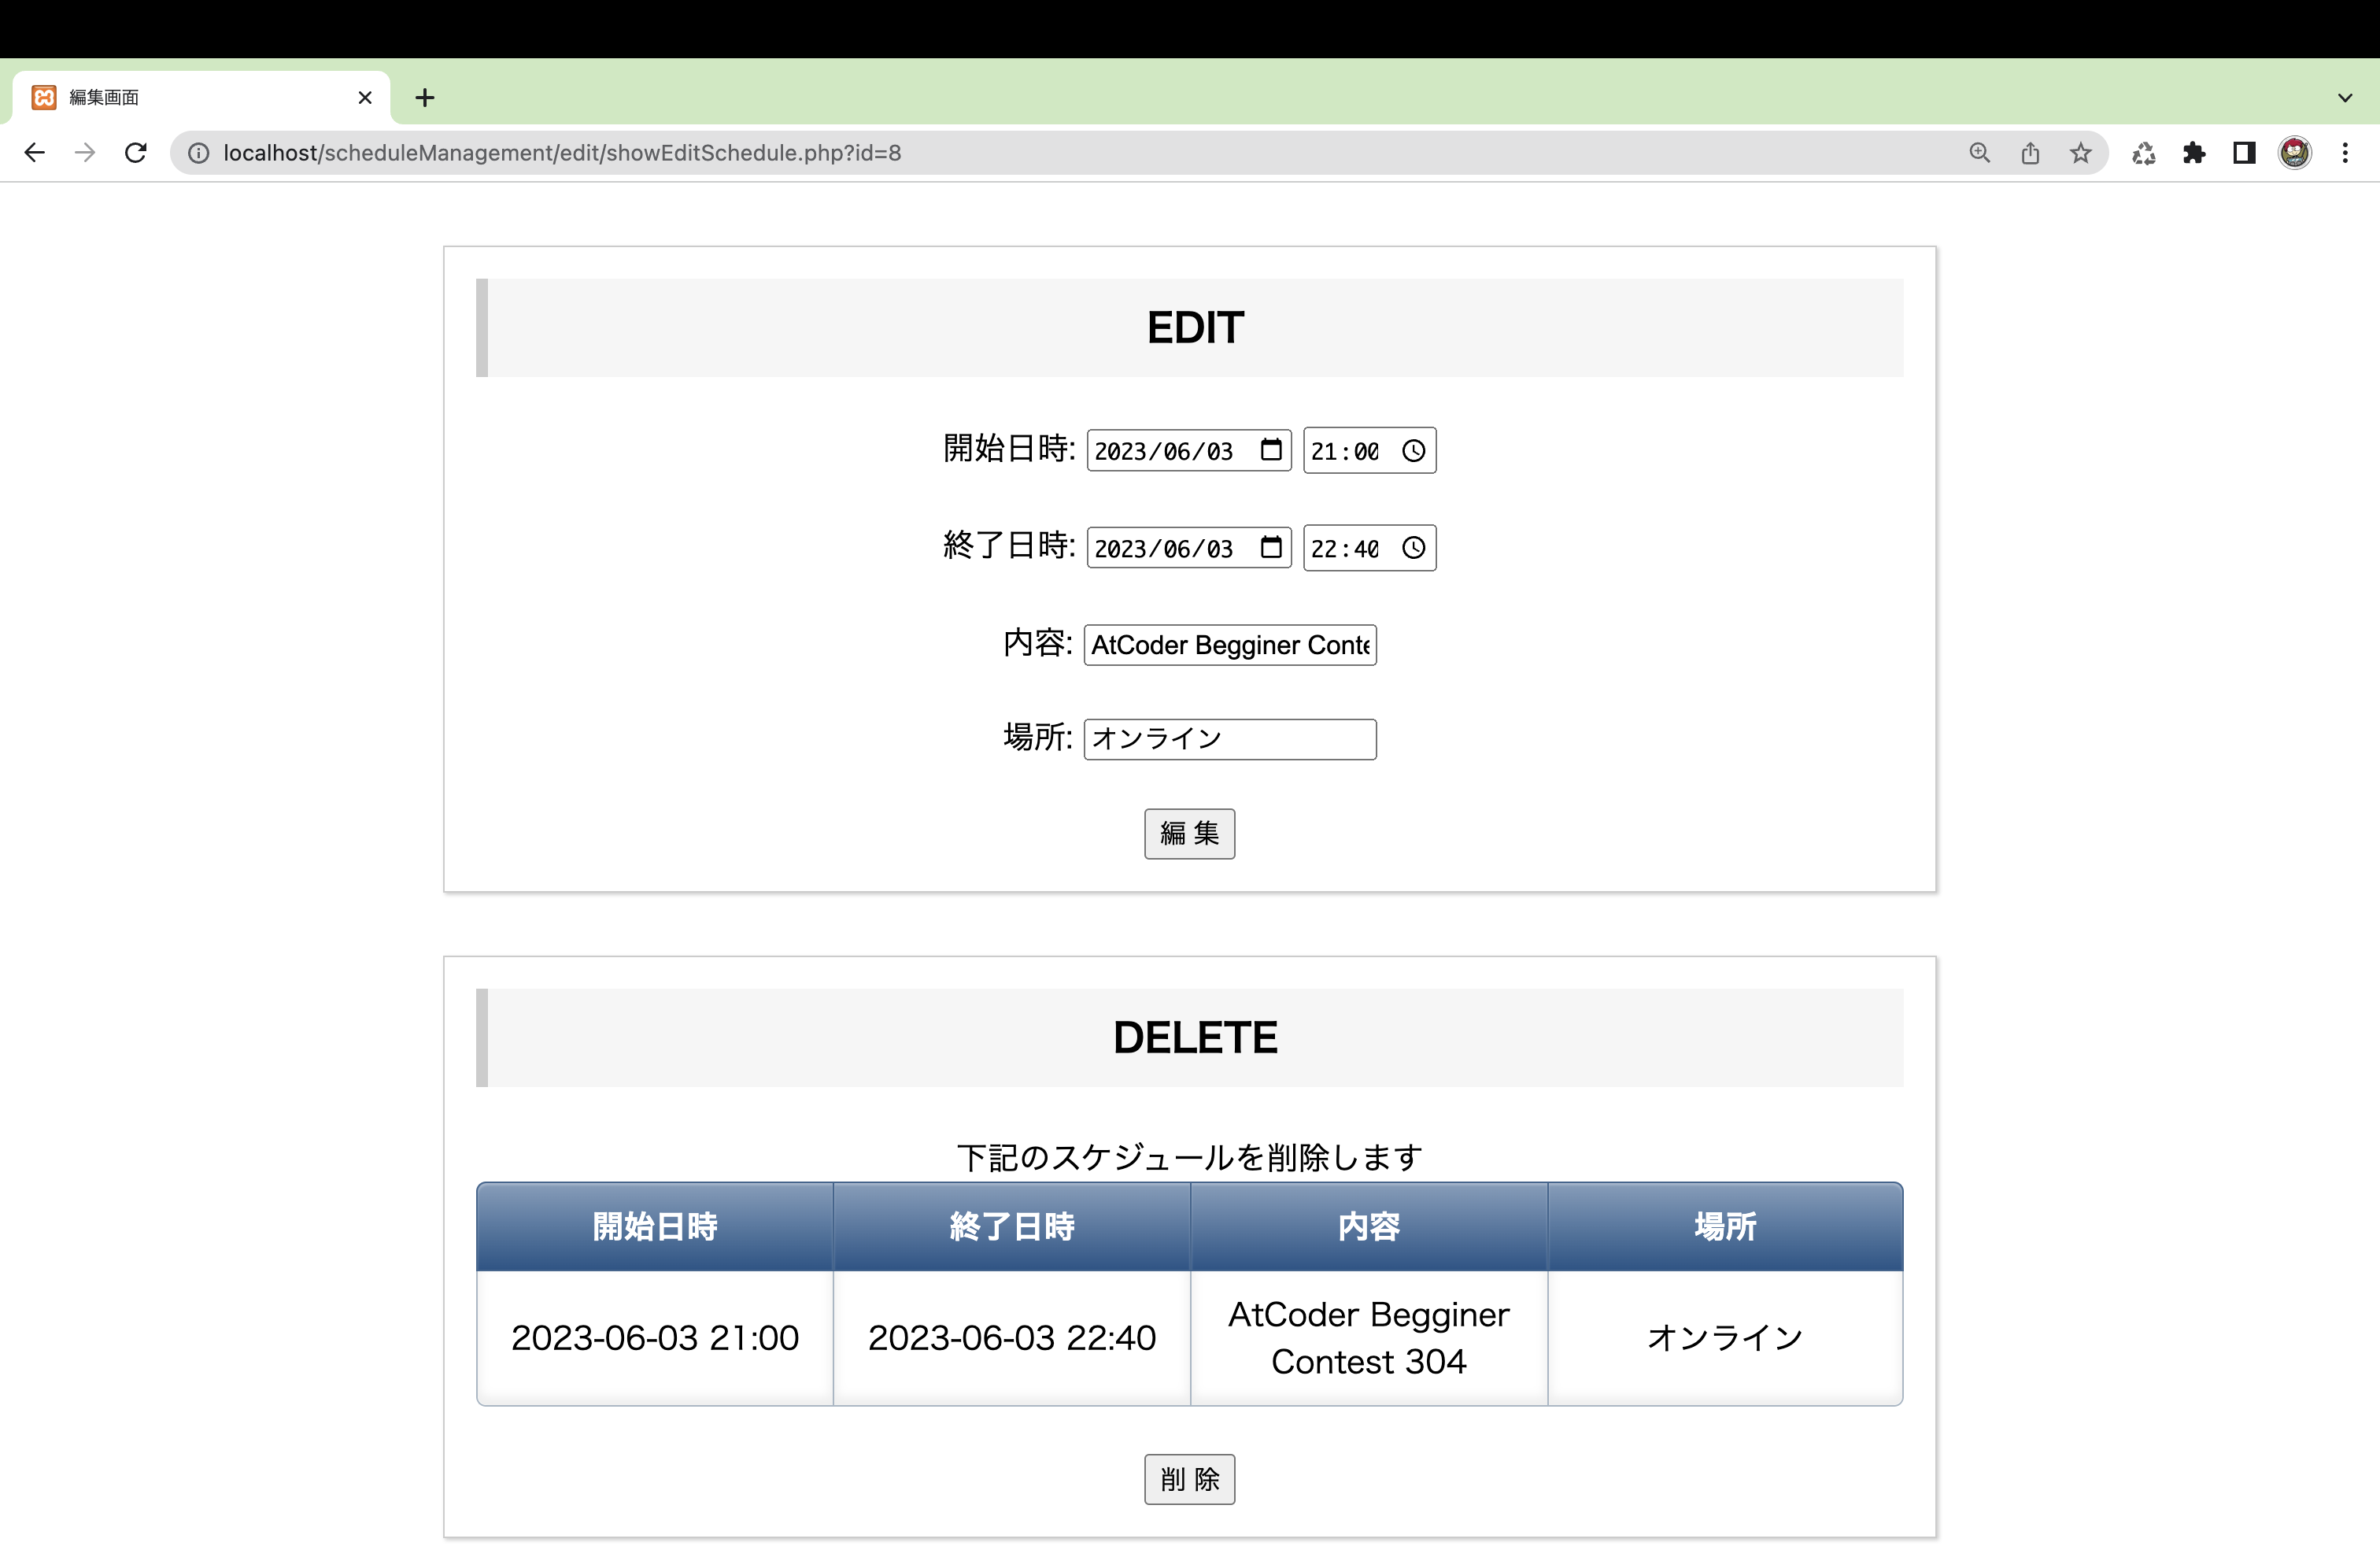 編集画面
localhost/scheduleManagement/edit/showEditSchedule.php?id=8
EDIT
開始日時: 2023/06/03 21:00
終了日時: 2023/06/03 22:40
内容: AtCoder Begginer Conte
場所: オンライン
編 集
DELETE
下記のスケジュールを削除します
開始日時 終了日時 内容 場所
2023-06-03 21:00 2023-06-03 22:40 AtCoder Begginer Contest 304 オンライン
削 除